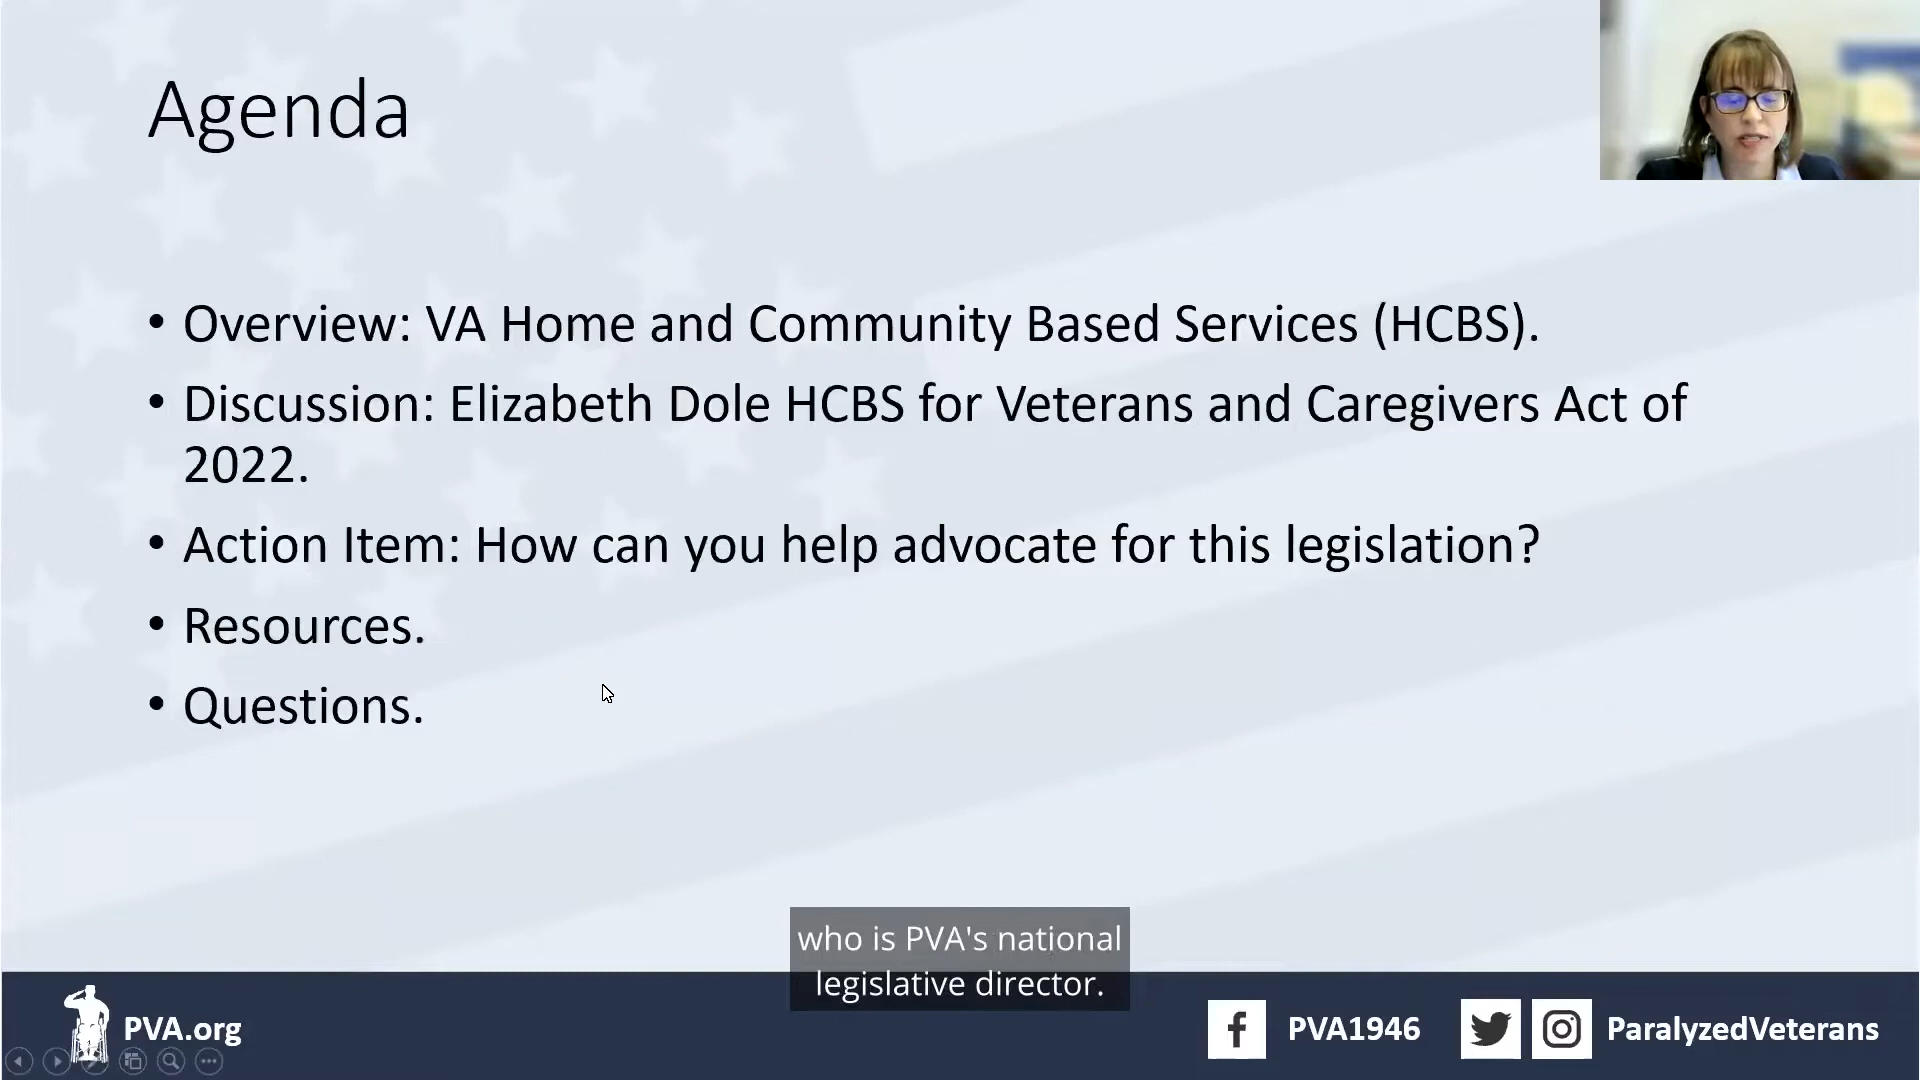 Agenda
• Overview: VA Home and Community Based Services (HCBS).
• Discussion: Elizabeth Dole HCBS for Veterans and Caregivers Act of
2022.
• Action Item: How can you help advocate for this legislation?
• Resources.
• Questions.
who is PVA's national
legislative director.
PVA.org
PVA1946
ParalyzedVeterans